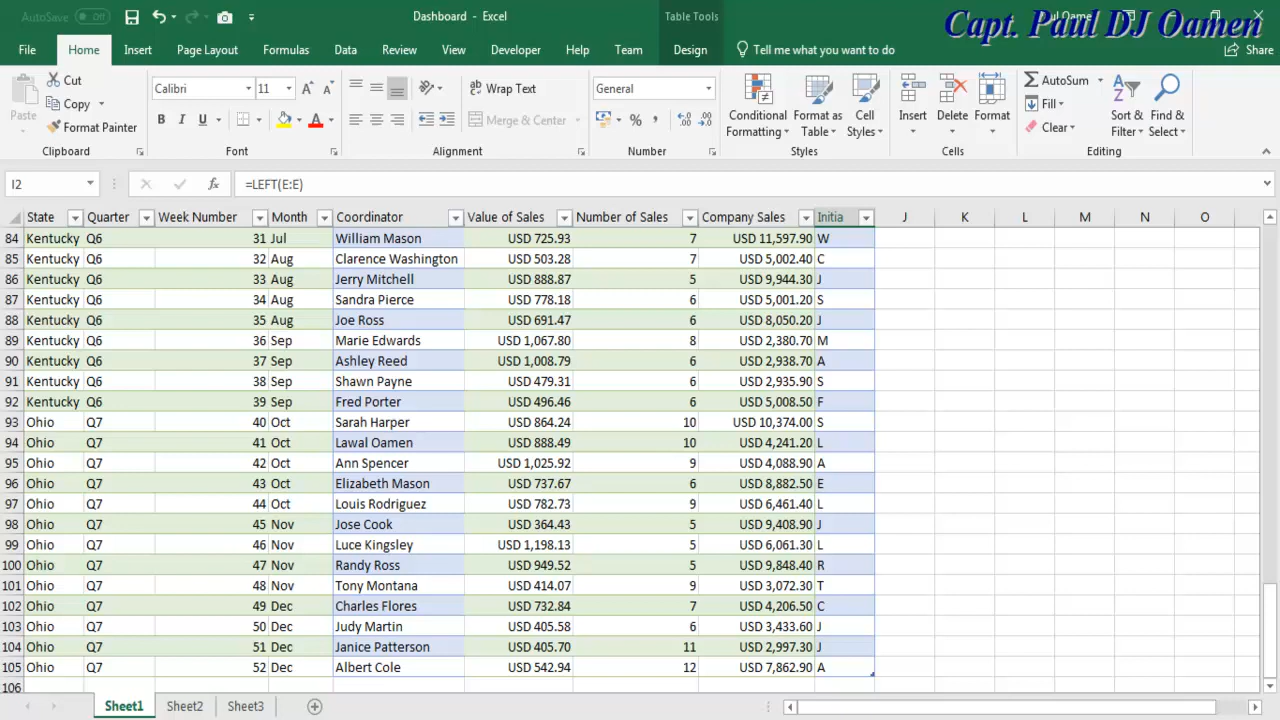 AutoSave Off
Dashboard - Excel
Table Tools
Paul Oame
Capt. Paul DJ Oamen
File Home Insert Page Layout Formulas Data Review View Developer Help Team Design Tell me what you want to do Share
Paste
Cut
Copy
Format Painter
Clipboard
Calibri 11
B I U A
Font
Wrap Text
Merge & Center
Alignment
General
%
Number
Conditional Formatting
Format as Table
Cell Styles
Styles
Insert Delete Format
Cells
AutoSum
Fill
Clear
Sort & Filter
Find & Select
Editing
I2 fx =LEFT(E:E)
State Quarter Week Number Month Coordinator Value of Sales Number of Sales Company Sales Initia J K L M N O
84 Kentucky Q6 31 Jul William Mason USD 725.93 7 USD 11,597.90 W
85 Kentucky Q6 32 Aug Clarence Washington USD 503.28 7 USD 5,002.40 C
86 Kentucky Q6 33 Aug Jerry Mitchell USD 888.87 5 USD 9,944.30 J
87 Kentucky Q6 34 Aug Sandra Pierce USD 778.18 6 USD 5,001.20 S
88 Kentucky Q6 35 Aug Joe Ross USD 691.47 6 USD 8,050.20 J
89 Kentucky Q6 36 Sep Marie Edwards USD 1,067.80 8 USD 2,380.70 M
90 Kentucky Q6 37 Sep Ashley Reed USD 1,008.79 6 USD 2,938.70 A
91 Kentucky Q6 38 Sep Shawn Payne USD 479.31 6 USD 2,935.90 S
92 Kentucky Q6 39 Sep Fred Porter USD 496.46 6 USD 5,008.50 F
93 Ohio Q7 40 Oct Sarah Harper USD 864.24 10 USD 10,374.00 S
94 Ohio Q7 41 Oct Lawal Oamen USD 888.49 10 USD 4,241.20 L
95 Ohio Q7 42 Oct Ann Spencer USD 1,025.92 9 USD 4,088.90 A
96 Ohio Q7 43 Oct Elizabeth Mason USD 737.67 6 USD 8,882.50 E
97 Ohio Q7 44 Oct Louis Rodriguez USD 782.73 9 USD 6,461.40 L
98 Ohio Q7 45 Nov Jose Cook USD 364.43 5 USD 9,408.90 J
99 Ohio Q7 46 Nov Luce Kingsley USD 1,198.13 5 USD 6,061.30 L
100 Ohio Q7 47 Nov Randy Ross USD 949.52 5 USD 9,848.40 R
101 Ohio Q7 48 Nov Tony Montana USD 414.07 9 USD 3,072.30 T
102 Ohio Q7 49 Dec Charles Flores USD 732.84 7 USD 4,206.50 C
103 Ohio Q7 50 Dec Judy Martin USD 405.58 6 USD 3,433.60 J
104 Ohio Q7 51 Dec Janice Patterson USD 405.70 11 USD 2,997.30 J
105 Ohio Q7 52 Dec Albert Cole USD 542.94 12 USD 7,862.90 A
106
Sheet1 Sheet2 Sheet3